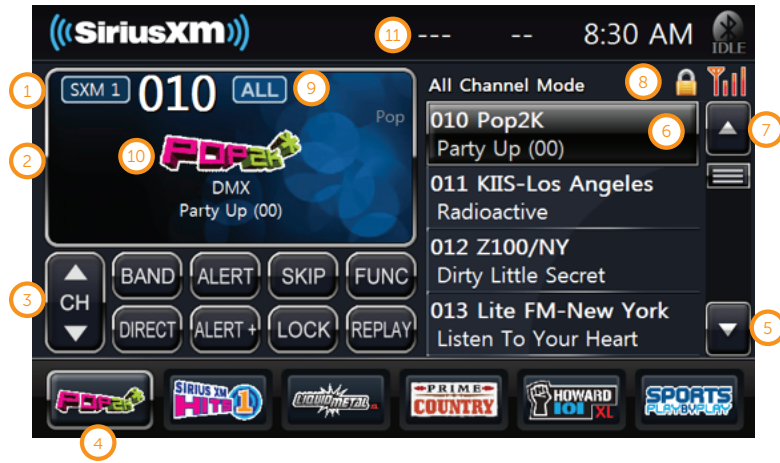 ((SiriusXM))
11
--- --
8:30 AM
IDLE
1
SXM 1
010
ALL
9
2
Pop
10
POP2K
DMX
Party Up (00)
All Channel Mode
8
010 Pop2K
6
7
Party Up (00)
011 KIIS-Los Angeles
Radioactive
012 Z100/NY
Dirty Little Secret
013 Lite FM-New York
Listen To Your Heart
5
3
CH
BAND
ALERT
SKIP
FUNC
DIRECT
ALERT +
LOCK
REPLAY
POP2K
SIRIUS XM
HITS 1
LIQUID METAL XL
PRIME
COUNTRY
HOWARD
101 XL
SPORTS
PLAY BY PLAY
4